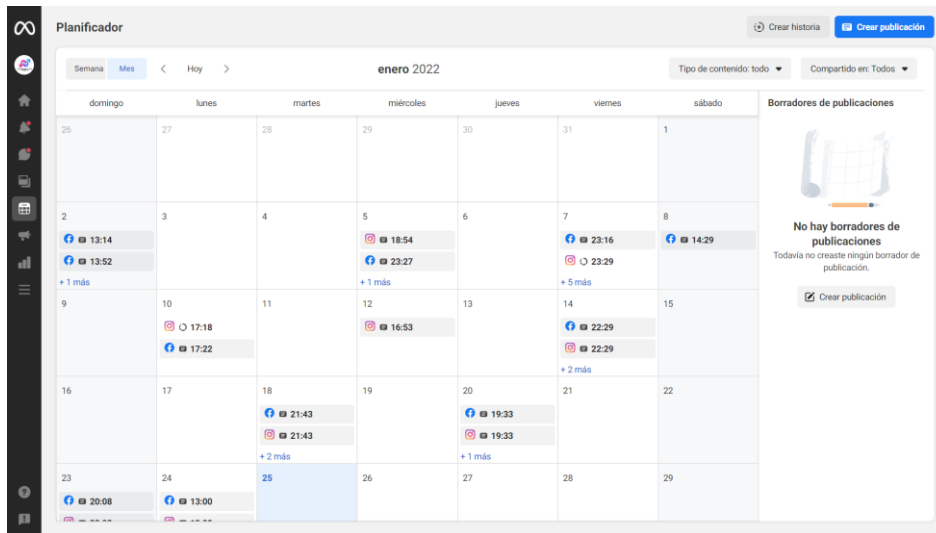 Planificador
Crear historia
Crear publicación
Semana Mes Hoy
enero 2022
Tipo de contenido: todo
Compartido en: Todos
domingo lunes martes miércoles jueves viernes sábado
Borradores de publicaciones
26 27 28 29 30 31 1
2 3 4 5 6 7 8
13:14 18:54 23:16 14:29
13:52 23:27 23:29
+ 1 más + 1 más + 5 más
No hay borradores de
publicaciones
Todavía no creaste ningún borrador de
publicación.
Crear publicación
9 10 11 12 13 14 15
17:18 16:53 22:29
17:22 22:29
+ 2 más
16 17 18 19 20 21 22
21:43 19:33
21:43 19:33
+ 2 más + 1 más
23 24 25 26 27 28 29
20:08 13:00